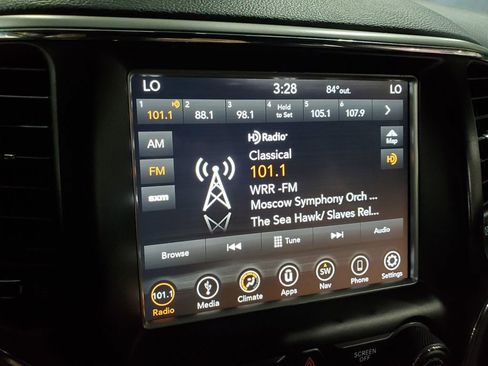 LO 3:28 84°out. LO
1 2 3 4 5 6
101.1 88.1 98.1 Hold to Set 105.1 107.9
AM
HD Radio
Map
Classical
FM
101.1
HD
WRR -FM
SXM
Moscow Symphony Orch ...
The Sea Hawk/ Slaves Rel...
Browse Tune Audio
101.1 SW
Radio Media Climate Apps Nav Phone Settings
SCREEN
OFF